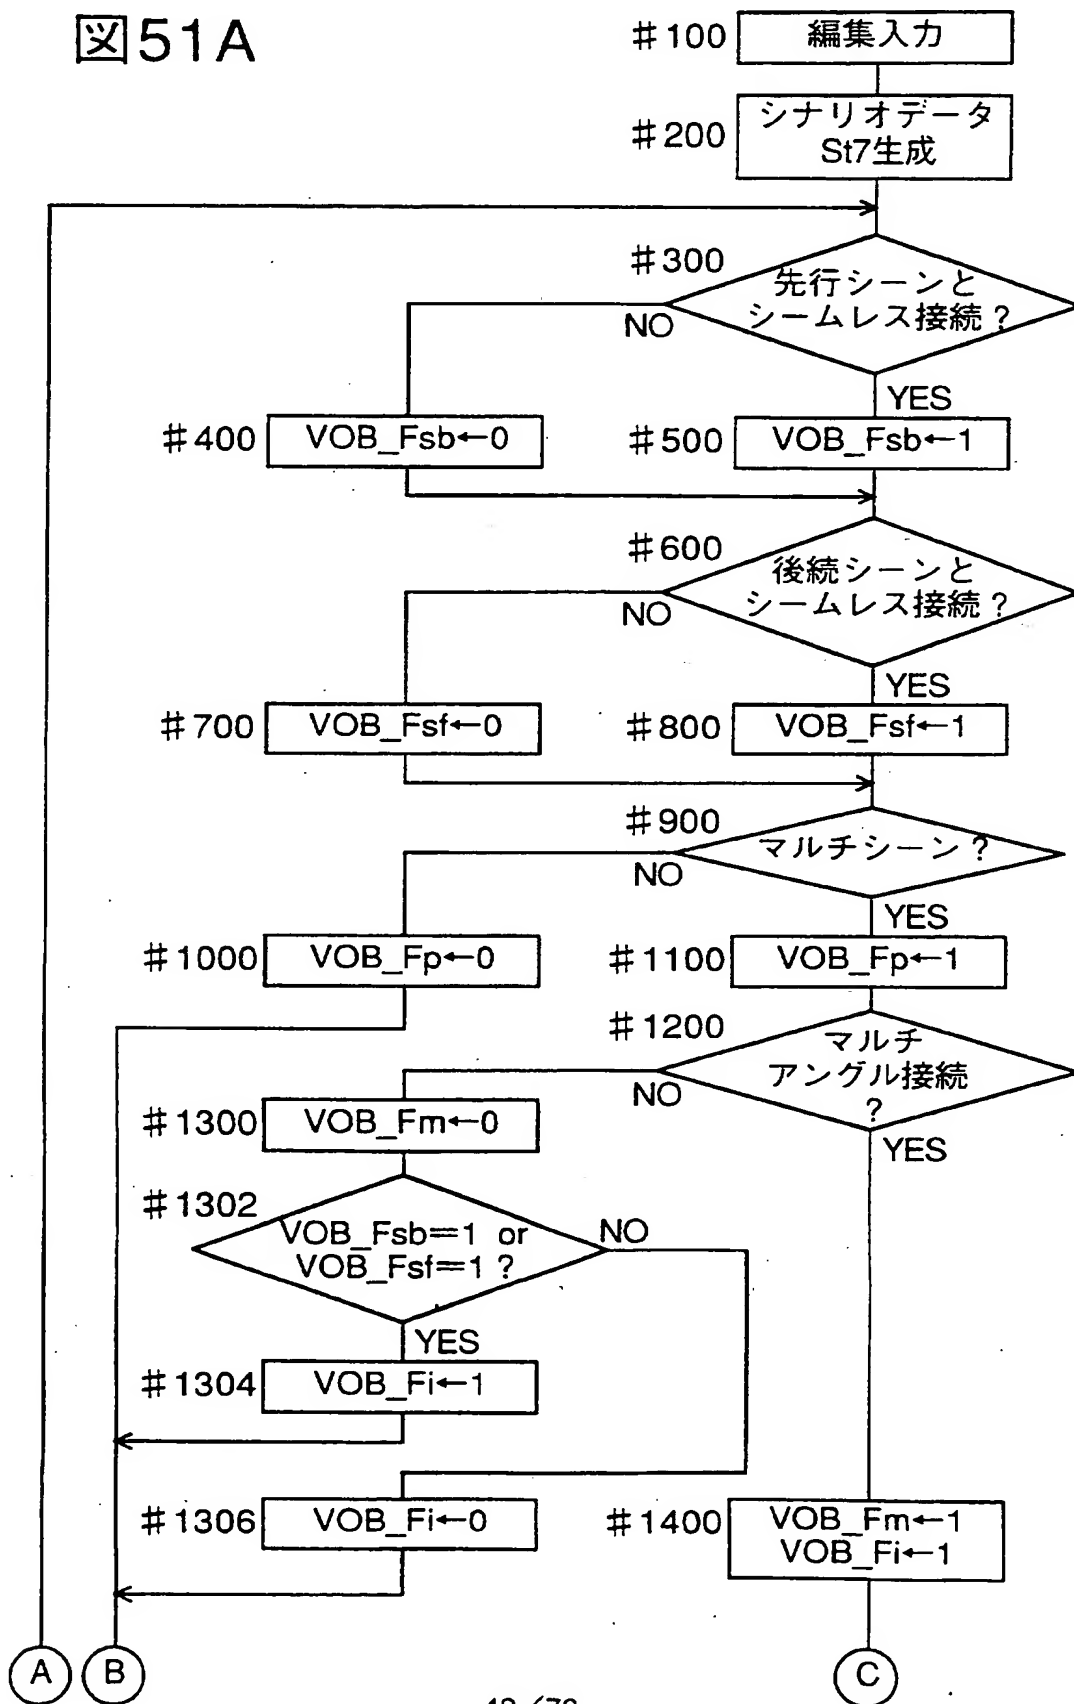 図51A
#100 編集入力
#200 シナリオデータ
St7生成
#300 先行シーンと
シームレス接続?
NO
YES
#400 VOB_Fsb←0
#500 VOB_Fsb←1
#600 後続シーンと
シームレス接続?
NO
YES
#700 VOB_Fsf←0
#800 VOB_Fsf←1
#900 マルチシーン?
NO
YES
#1000 VOB_Fp←0
#1100 VOB_Fp←1
#1200 マルチ
アングル接続
?
NO
YES
#1300 VOB_Fm←0
#1302 VOB_Fsb=1 or
VOB_Fsf=1?
NO
YES
#1304 VOB_Fi←1
#1306 VOB_Fi←0
#1400 VOB_Fm←1
VOB_Fi←1
A
B
C